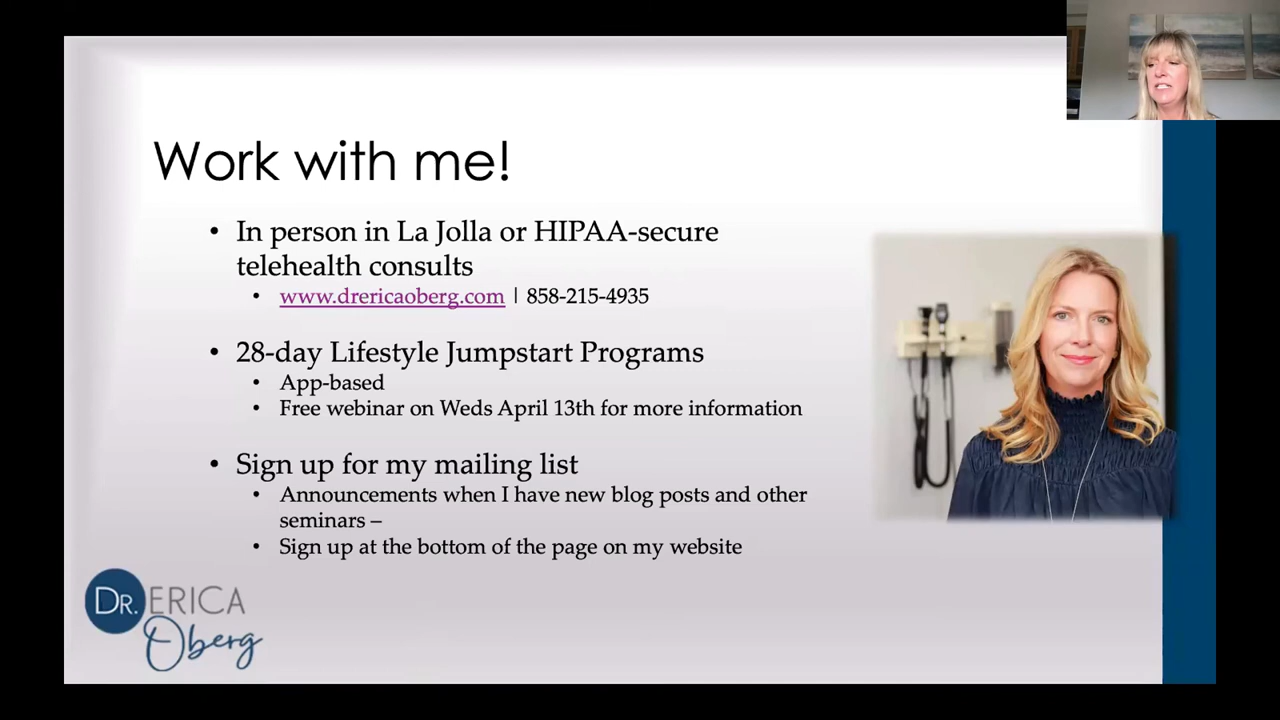 Work with me!
• In person in La Jolla or HIPAA-secure
telehealth consults
• www.drericaoberg.com | 858-215-4935
• 28-day Lifestyle Jumpstart Programs
• App-based
• Free webinar on Weds April 13th for more information
• Sign up for my mailing list
• Announcements when I have new blog posts and other
seminars –
• Sign up at the bottom of the page on my website
DR. ERICA
Oberg